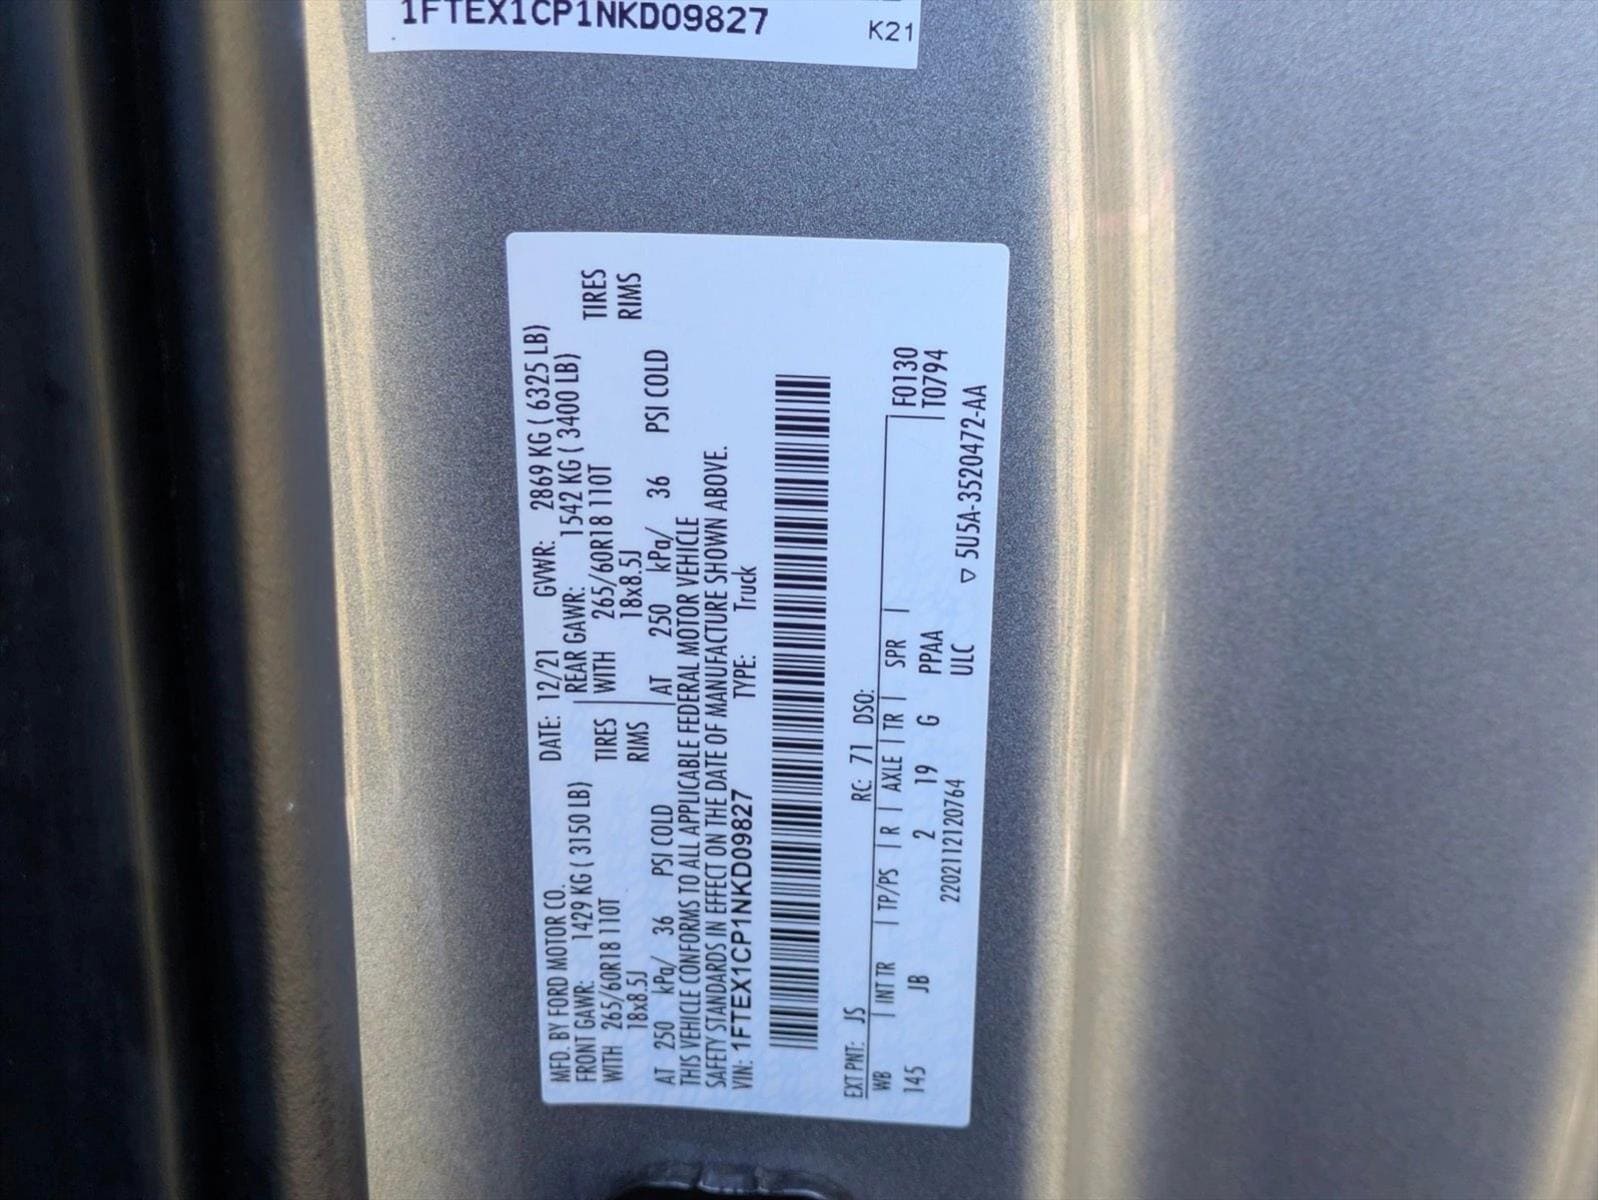 1FTEX1CP1NKD09827
K21
MFD. BY FORD MOTOR CO. DATE: 12/21 GVWR: 2869 KG ( 6325 LB)
FRONT GAWR: 1429 KG ( 3150 LB) REAR GAWR: 1542 KG ( 3400 LB)
WITH 265/60R18 110T TIRES WITH 265/60R18 110T TIRES
18x8.5J RIMS 18x8.5J RIMS
AT 250 kPa/ 36 PSI COLD AT 250 kPa/ 36 PSI COLD
THIS VEHICLE CONFORMS TO ALL APPLICABLE FEDERAL MOTOR VEHICLE
SAFETY STANDARDS IN EFFECT ON THE DATE OF MANUFACTURE SHOWN ABOVE.
VIN: 1FTEX1CP1NKD09827 TYPE: Truck
EXT PNT: JS RC: 71 DSO:
WB | INT TR | TP/PS | R | AXLE | TR | SPR | F0130
145 JB 2 19 G PPAA T0794
22021121120764 ULC ▽ 5U5A-3520472-AA